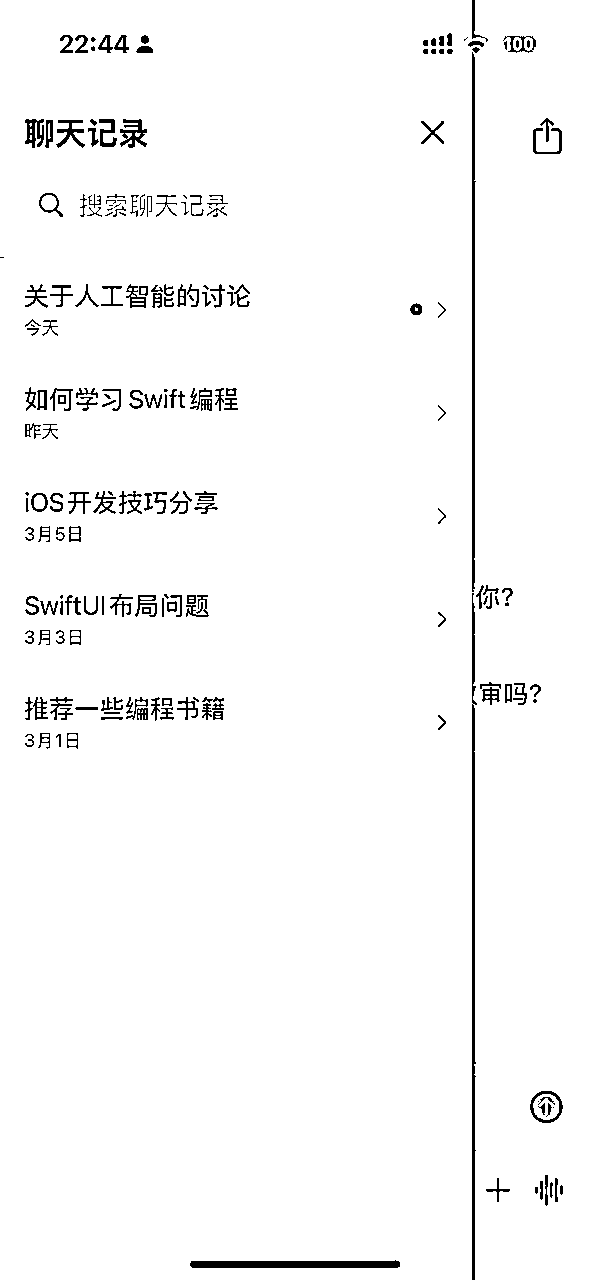 22:44
100
聊天记录
搜索聊天记录
关于人工智能的讨论
今天
如何学习 Swift 编程
昨天
iOS开发技巧分享
3月5日
SwiftUI布局问题
3月3日
推荐一些编程书籍
3月1日
你?
审吗?